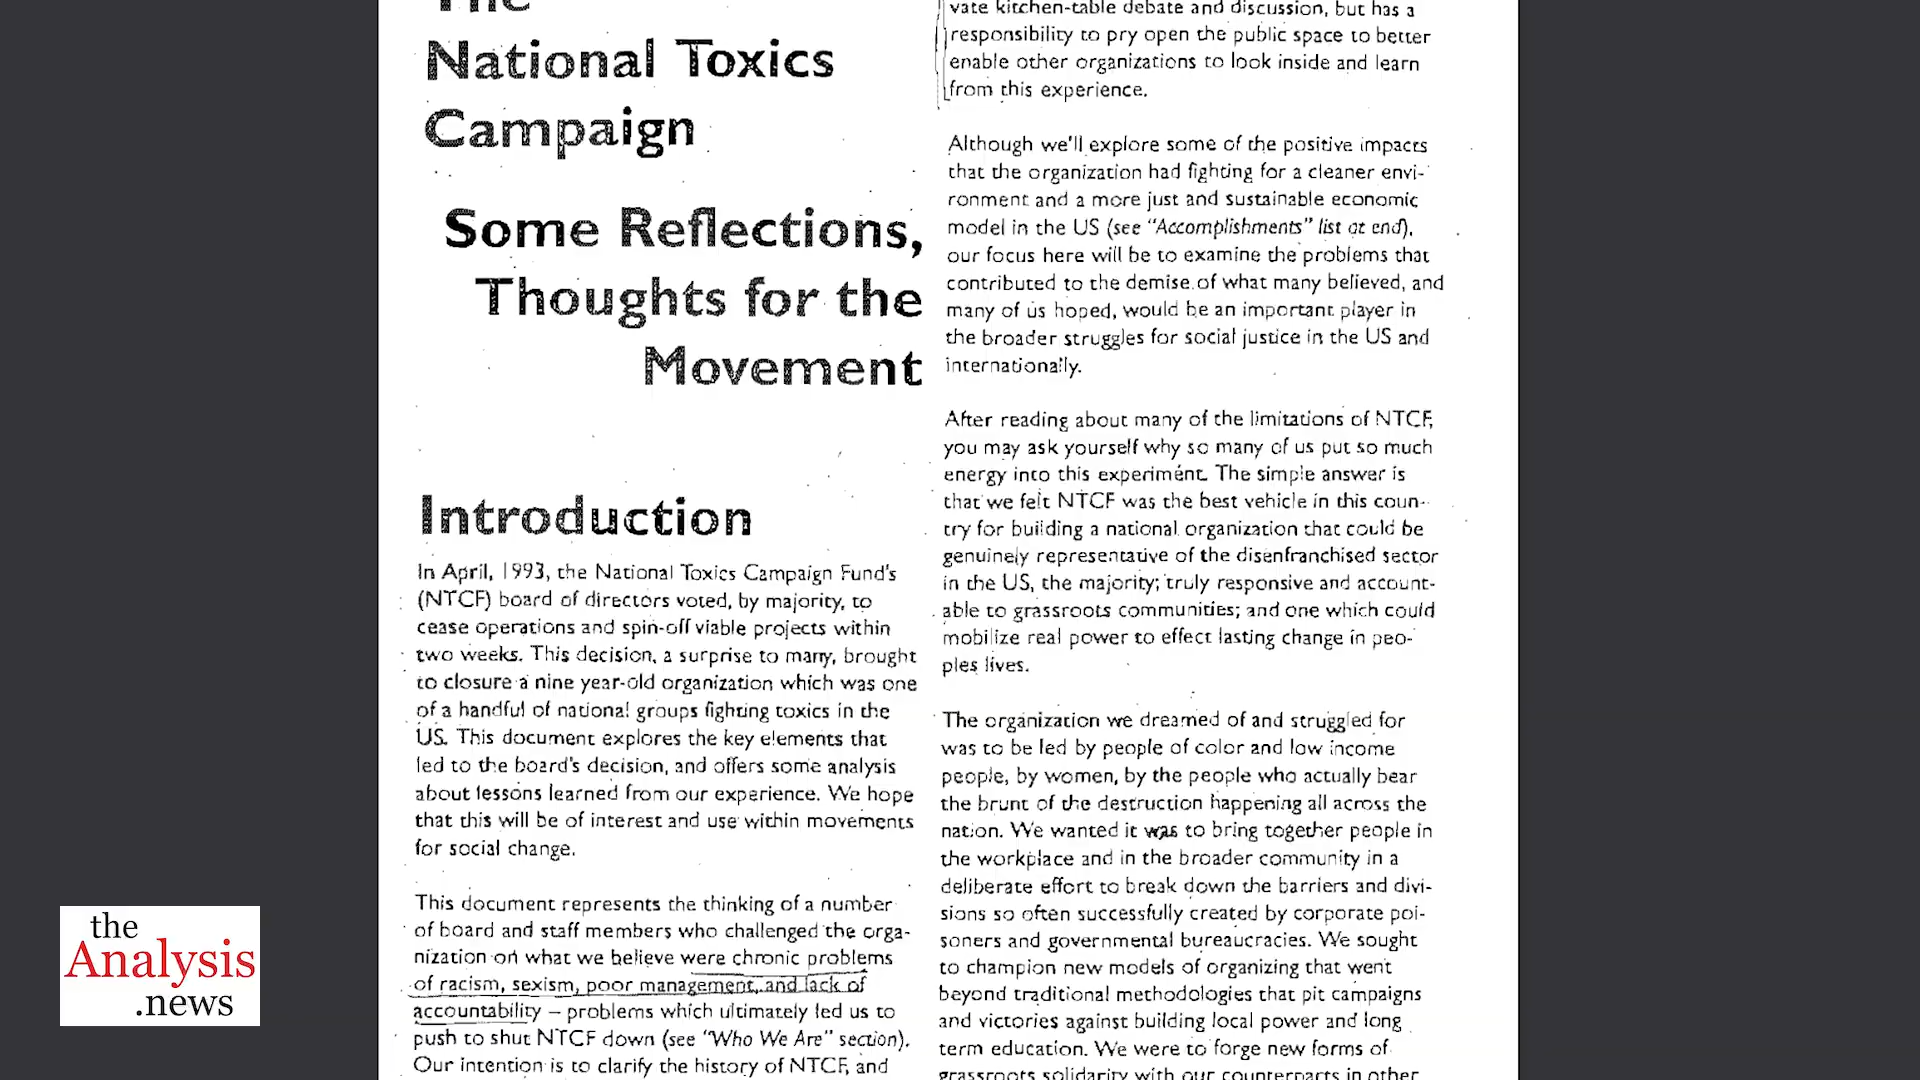 The
National Toxics
Campaign
Some Reflections,
Thoughts for the
Movement
Introduction
In April, 1993, the National Toxics Campaign Fund's
(NTCF) board of directors voted, by majority, to
cease operations and spin-off viable projects within
two weeks. This decision, a surprise to many, brought
to closure a nine year-old organization which was one
of a handful of national groups fighting toxics in the
US. This document explores the key elements that
led to the board's decision, and offers some analysis
about lessons learned from our experience. We hope
that this will be of interest and use within movements
for social change.
This document represents the thinking of a number
of board and staff members who challenged the orga-
nization on what we believe were chronic problems
of racism, sexism, poor management, and lack of
accountability – problems which ultimately led us to
push to shut NTCF down (see "Who We Are" section).
Our intention is to clarify the history of NTCF, and
vate kitchen-table debate and discussion, but has a
responsibility to pry open the public space to better
enable other organizations to look inside and learn
from this experience.
Although we'll explore some of the positive impacts
that the organization had fighting for a cleaner envi-
ronment and a more just and sustainable economic
model in the US (see "Accomplishments" list at end),
our focus here will be to examine the problems that
contributed to the demise of what many believed, and
many of us hoped, would be an important player in
the broader struggles for social justice in the US and
internationally.
After reading about many of the limitations of NTCF,
you may ask yourself why so many of us put so much
energy into this experiment. The simple answer is
that we felt NTCF was the best vehicle in this coun-
try for building a national organization that could be
genuinely representative of the disenfranchised sector
in the US, the majority; truly responsive and account-
able to grassroots communities; and one which could
mobilize real power to effect lasting change in peo-
ples lives.
The organization we dreamed of and struggled for
was to be led by people of color and low income
people, by women, by the people who actually bear
the brunt of the destruction happening all across the
nation. We wanted it was to bring together people in
the workplace and in the broader community in a
deliberate effort to break down the barriers and divi-
sions so often successfully created by corporate poi-
soners and governmental bureaucracies. We sought
to champion new models of organizing that went
beyond traditional methodologies that pit campaigns
and victories against building local power and long
term education. We were to forge new forms of
grassroots solidarity with our counterparts in other
the
Analysis
.news